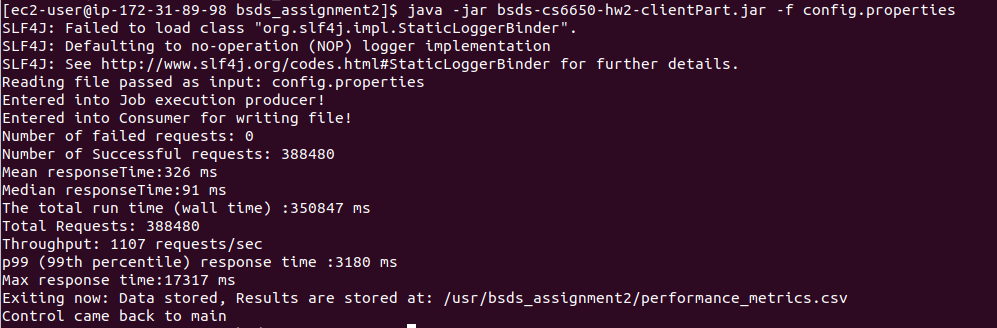 [ec2-user@ip-172-31-89-98 bsds_assignment2]$ java -jar bsds-cs6650-hw2-clientPart.jar -f config.properties
SLF4J: Failed to load class "org.slf4j.impl.StaticLoggerBinder".
SLF4J: Defaulting to no-operation (NOP) logger implementation
SLF4J: See http://www.slf4j.org/codes.html#StaticLoggerBinder for further details.
Reading file passed as input: config.properties
Entered into Job execution producer!
Entered into Consumer for writing file!
Number of failed requests: 0
Number of Successful requests: 388480
Mean responseTime:326 ms
Median responseTime:91 ms
The total run time (wall time) :350847 ms
Total Requests: 388480
Throughput: 1107 requests/sec
p99 (99th percentile) response time :3180 ms
Max response time:17317 ms
Exiting now: Data stored, Results are stored at: /usr/bsds_assignment2/performance_metrics.csv
Control came back to main